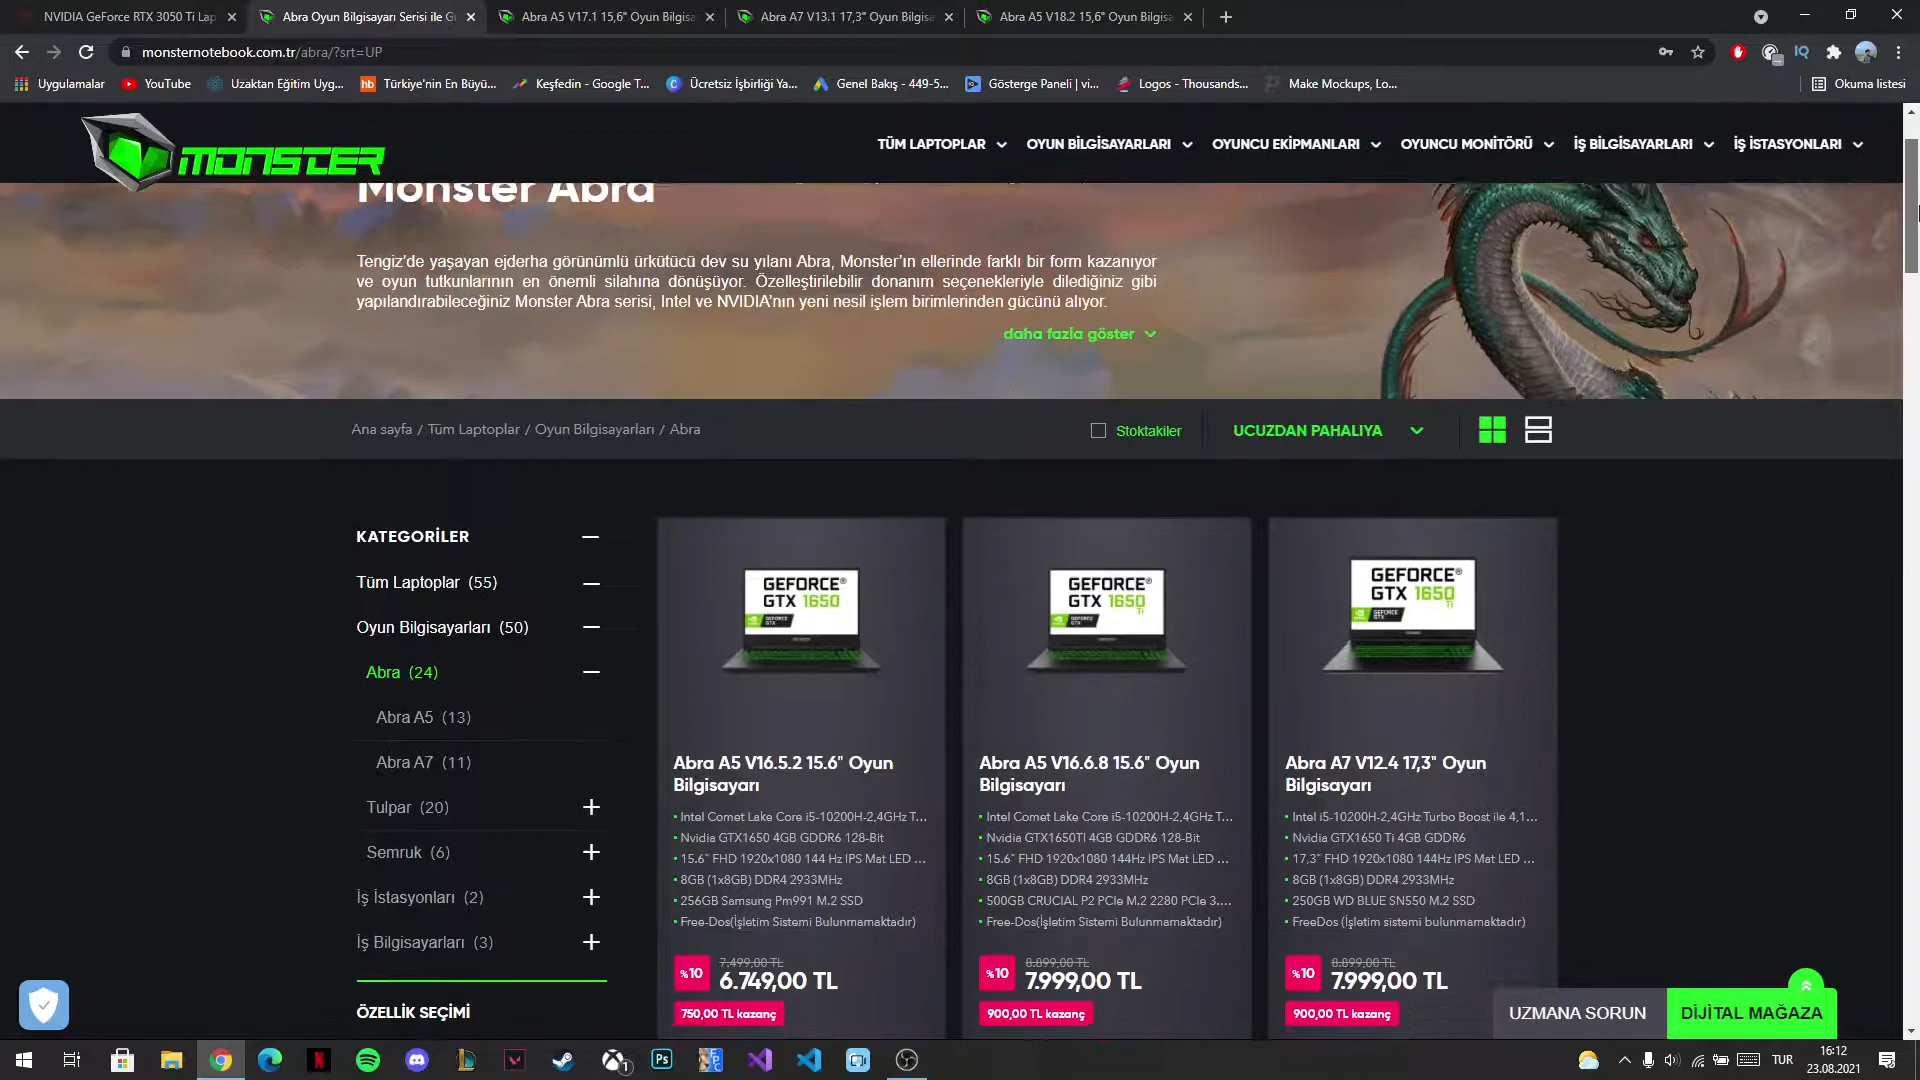 NVIDIA GeForce RTX 3050 Ti Lap
Abra Oyun Bilgisayarı Serisi ile G
Abra A5 V17.1 15,6" Oyun Bilgisa
Abra A7 V13.1 17,3" Oyun Bilgisa
Abra A5 V18.2 15,6" Oyun Bilgisa
monsternotebook.com.tr/abra/?srt=UP
Uygulamalar
YouTube
Uzaktan Eğitim Uyg...
Türkiye'nin En Büyü...
Keşfedin - Google T...
Ücretsiz İşbirliği Ya...
Genel Bakış - 449-5...
Gösterge Paneli | vi...
Logos - Thousands...
Make Mockups, Lo...
Okuma listesi
MONSTER
TÜM LAPTOPLAR
OYUN BİLGİSAYARLARI
OYUNCU EKİPMANLARI
OYUNCU MONİTÖRÜ
İŞ BİLGİSAYARLARI
İŞ İSTASYONLARI
Monster Abra
Tengiz’de yaşayan ejderha görünümlü ürkütücü dev su yılanı Abra, Monster’ın ellerinde farklı bir form kazanıyor
ve oyun tutkunlarının en önemli silahına dönüşüyor. Özelleştirilebilir donanım seçenekleriyle dilediğiniz gibi
yapılandırabileceğiniz Monster Abra serisi, Intel ve NVIDIA’nın yeni nesil işlem birimlerinden gücünü alıyor.
daha fazla göster
Ana sayfa / Tüm Laptoplar / Oyun Bilgisayarları / Abra
Stoktakiler
UCUZDAN PAHALIYA
KATEGORİLER
Tüm Laptoplar (55)
Oyun Bilgisayarları (50)
Abra (24)
Abra A5 (13)
Abra A7 (11)
Tulpar (20)
Semruk (6)
İş İstasyonları (2)
İş Bilgisayarları (3)
ÖZELLİK SEÇİMİ
GEFORCE®
GTX 1650
Abra A5 V16.5.2 15.6" Oyun
Bilgisayarı
• Intel Comet Lake Core i5-10200H-2,4GHz T...
• Nvidia GTX1650 4GB GDDR6 128-Bit
• 15.6" FHD 1920x1080 144 Hz IPS Mat LED ...
• 8GB (1x8GB) DDR4 2933MHz
• 256GB Samsung Pm991 M.2 SSD
• Free-Dos(İşletim Sistemi Bulunmamaktadır)
%10
7.499,00 TL
6.749,00 TL
750,00 TL kazanç
GEFORCE®
GTX 1650
Ti
Abra A5 V16.6.8 15.6" Oyun
Bilgisayarı
• Intel Comet Lake Core i5-10200H-2,4GHz T...
• Nvidia GTX1650TI 4GB GDDR6 128-Bit
• 15.6" FHD 1920x1080 144Hz IPS Mat LED ...
• 8GB (1x8GB) DDR4 2933MHz
• 500GB CRUCIAL P2 PCIe M.2 2280 PCIe 3....
• Free-Dos(İşletim Sistemi Bulunmamaktadır)
%10
8.899,00 TL
7.999,00 TL
900,00 TL kazanç
GEFORCE®
GTX 1650
Ti
Abra A7 V12.4 17,3" Oyun
Bilgisayarı
• Intel i5-10200H-2,4GHz Turbo Boost ile 4,1...
• Nvidia GTX1650 Ti 4GB GDDR6
• 17,3" FHD 1920x1080 144Hz IPS Mat LED ...
• 8GB (1x8GB) DDR4 2933MHz
• 250GB WD BLUE SN550 M.2 SSD
• FreeDos (İşletim sistemi bulunmamaktadır)
%10
8.899,00 TL
7.999,00 TL
900,00 TL kazanç
UZMANA SORUN
DİJİTAL MAĞAZA
TUR
16:12
23.08.2021